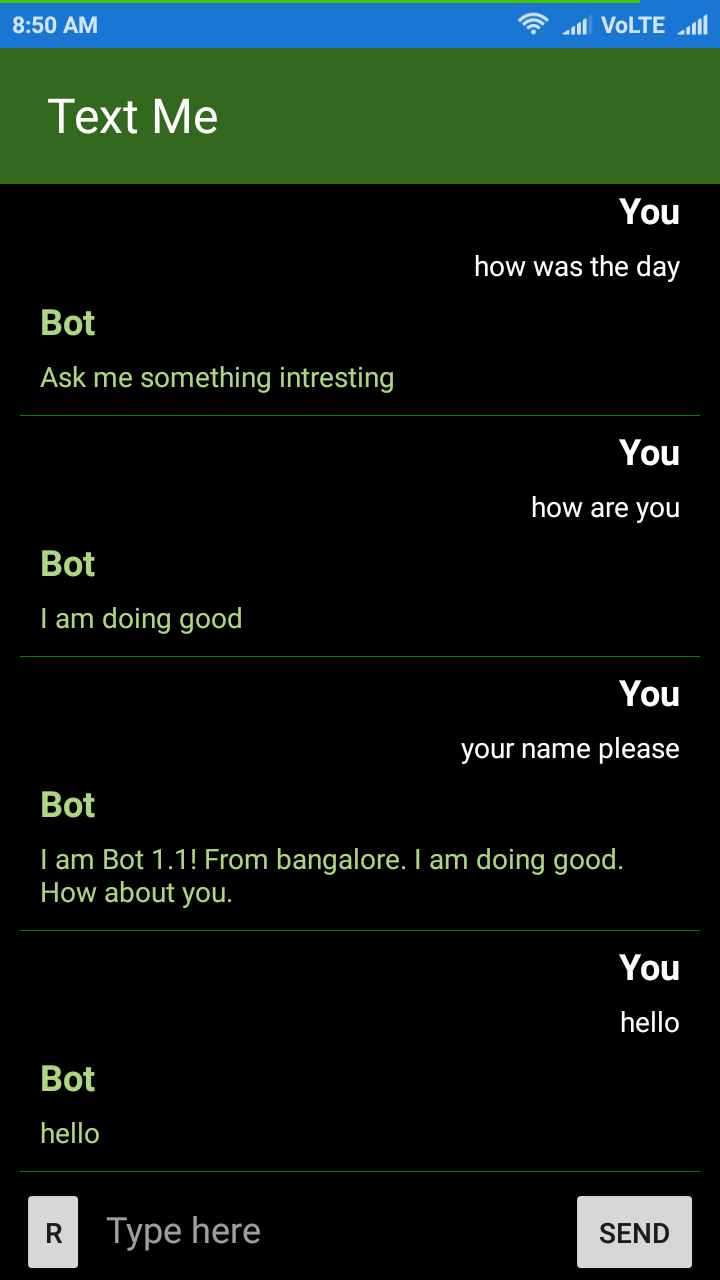 8:50 AM VoLTE
Text Me
You
how was the day
Bot
Ask me something intresting
You
how are you
Bot
I am doing good
You
your name please
Bot
I am Bot 1.1! From bangalore. I am doing good.
How about you.
You
hello
Bot
hello
R Type here SEND